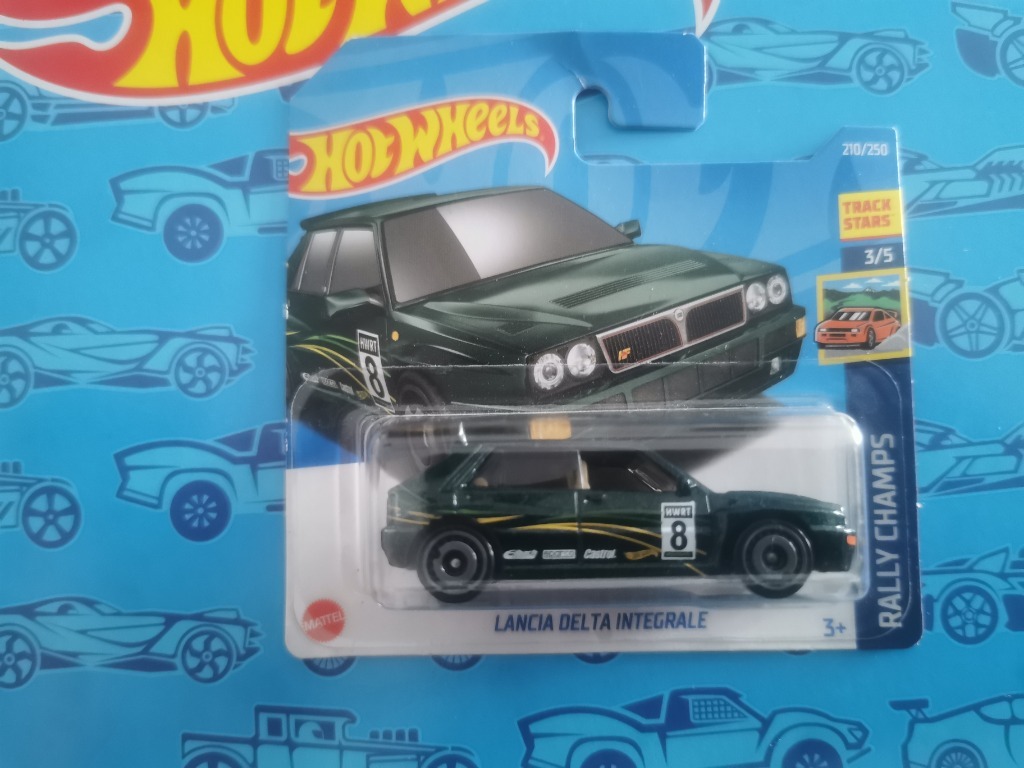 HOT WHEELS
HOT WHEELS
210/250
TRACK
STARS
3/5
HWRT
8
HWRT
8
Castrol
RALLY CHAMPS
MATTEL
LANCIA DELTA INTEGRALE
3+